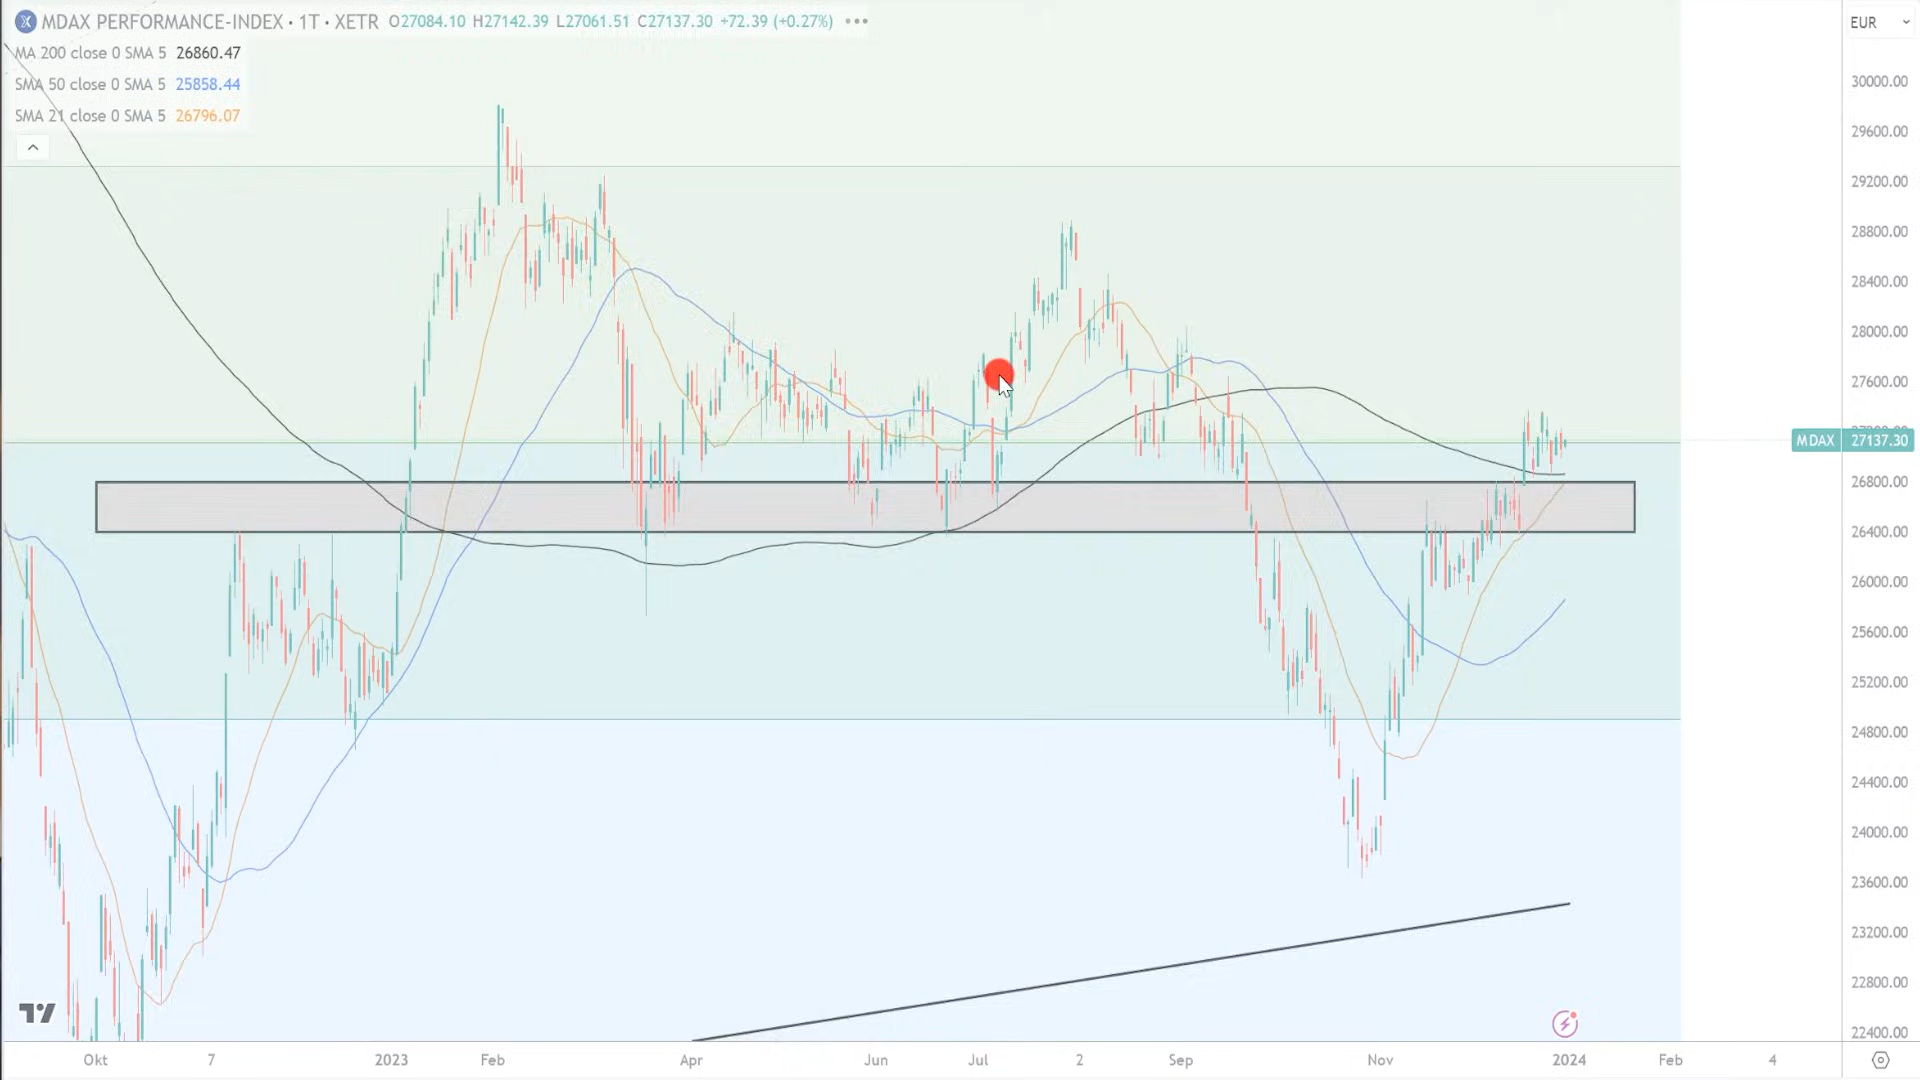 MDAX PERFORMANCE-INDEX · 1T · XETR O27084.10 H27142.39 L27061.51 C27137.30 +72.39 (+0.27%)
EUR
MA 200 close 0 SMA 5 26860.47
SMA 50 close 0 SMA 5 25858.44
SMA 21 close 0 SMA 5 26796.07
30000.00
29600.00
29200.00
28800.00
28400.00
28000.00
27600.00
MDAX 27137.30
26800.00
26400.00
26000.00
25600.00
25200.00
24800.00
24400.00
24000.00
23600.00
23200.00
22800.00
22400.00
Okt 7 2023 Feb Apr Jun Jul 2 Sep Nov 2024 Feb 4